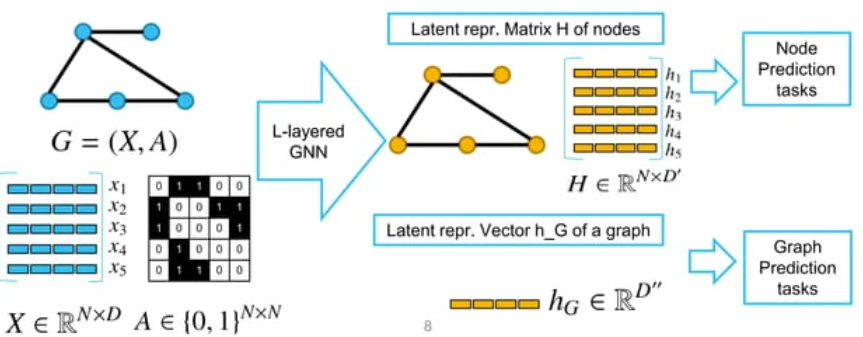 Latent repr. Matrix H of nodes
Node
Prediction
tasks
h₁
h₂
h₃
h₄
h₅
L-layered
GNN
G = (X, A)
H ∈ ℝ^{N×D′}
x₁
x₂
x₃
x₄
x₅
0 1 1 0 0
1 0 0 1 1
1 0 0 0 1
0 1 0 0 0
0 1 1 0 0
Latent repr. Vector h_G of a graph
Graph
Prediction
tasks
h_G ∈ ℝ^{D″}
X ∈ ℝ^{N×D} A ∈ {0, 1}^{N×N}
8